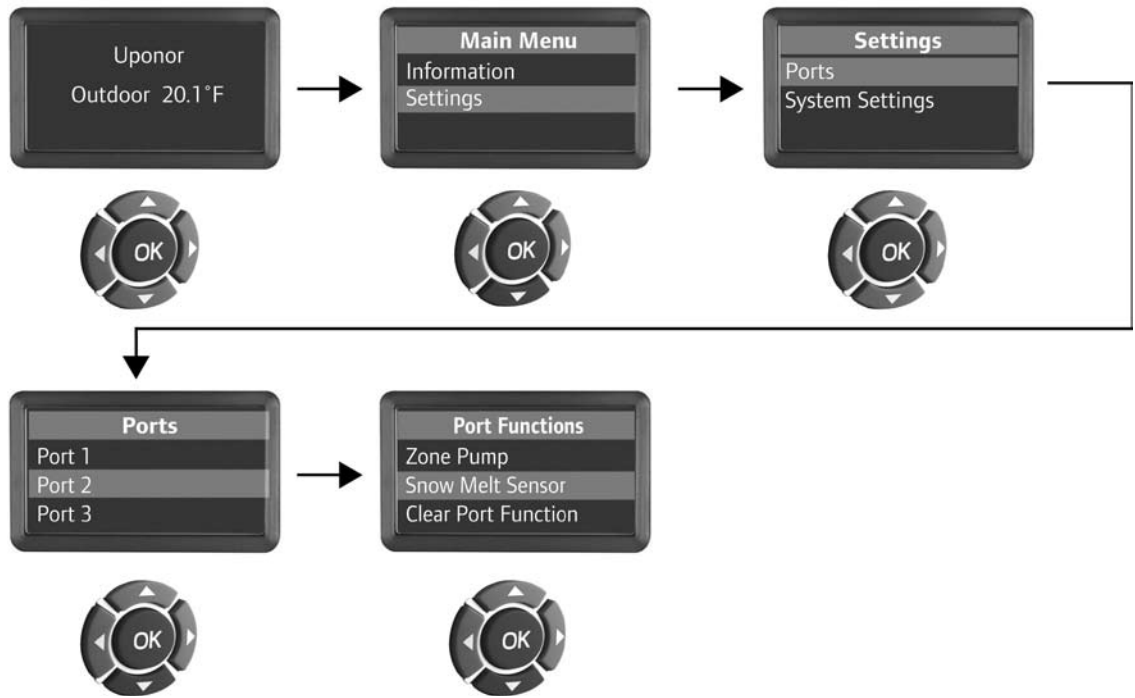 Uponor
Outdoor 20.1°F
Main Menu
Information
Settings
Settings
Ports
System Settings
OK
OK
OK
Ports
Port 1
Port 2
Port 3
Port Functions
Zone Pump
Snow Melt Sensor
Clear Port Function
OK
OK